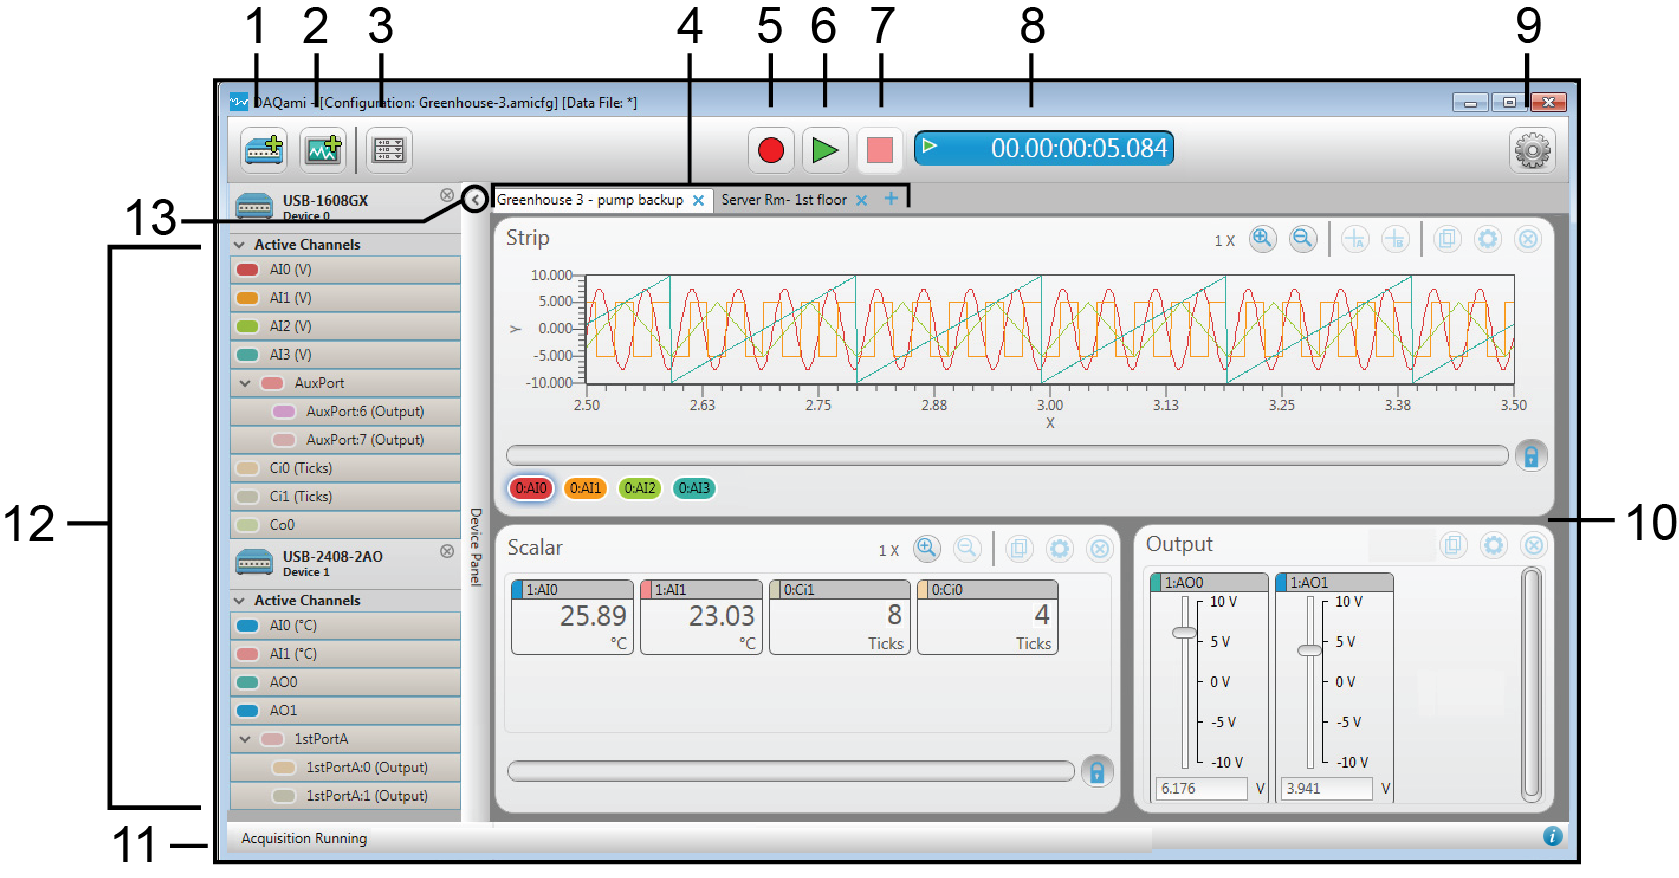 1 2 3 4 5 6 7 8 9
DAQami - [Configuration: Greenhouse-3.amicfg] [Data File: *]
00.00:00:05.084
13
USB-1608GX
Device 0
Greenhouse 3 - pump backup
Server Rm- 1st floor
12
Active Channels
AI0 (V)
AI1 (V)
AI2 (V)
AI3 (V)
AuxPort
AuxPort:6 (Output)
AuxPort:7 (Output)
Ci0 (Ticks)
Ci1 (Ticks)
Co0
USB-2408-2AO
Device 1
Active Channels
AI0 (°C)
AI1 (°C)
AO0
AO1
1stPortA
1stPortA:0 (Output)
1stPortA:1 (Output)
Device Panel
Strip
1 X
A
B
10.000
5.000
0.000
-5.000
-10.000
Y
2.50 2.63 2.75 2.88 3.00 3.13 3.25 3.38 3.50
X
0:AI0 0:AI1 0:AI2 0:AI3
10
Scalar
1 X
1:AI0
25.89
°C
1:AI1
23.03
°C
0:Ci1
8
Ticks
0:Ci0
4
Ticks
Output
1:AO0
10 V
5 V
0 V
-5 V
-10 V
6.176 V
1:AO1
10 V
5 V
0 V
-5 V
-10 V
3.941 V
11
Acquisition Running
i